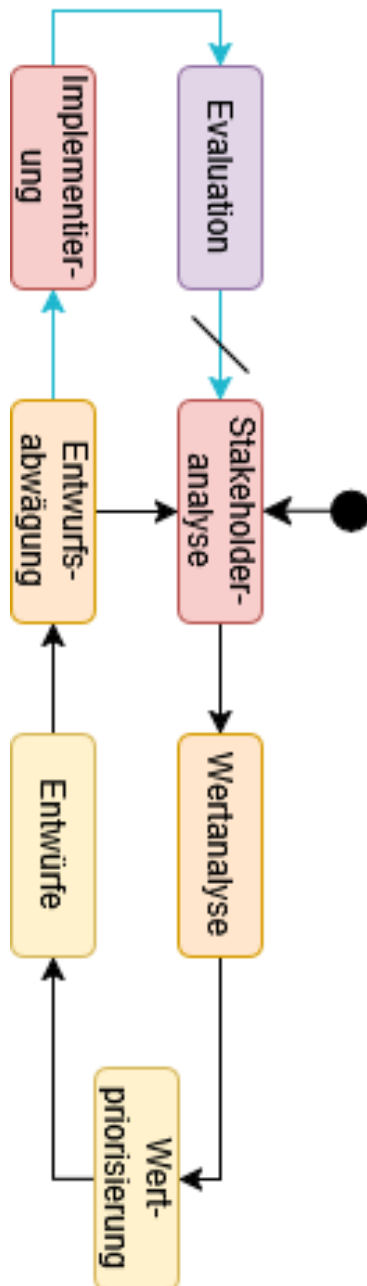 Evaluation
Stakeholder-
analyse
Wertanalyse
Wert-
priorisierung
Implementier-
ung
Entwurfs-
abwägung
Entwürfe